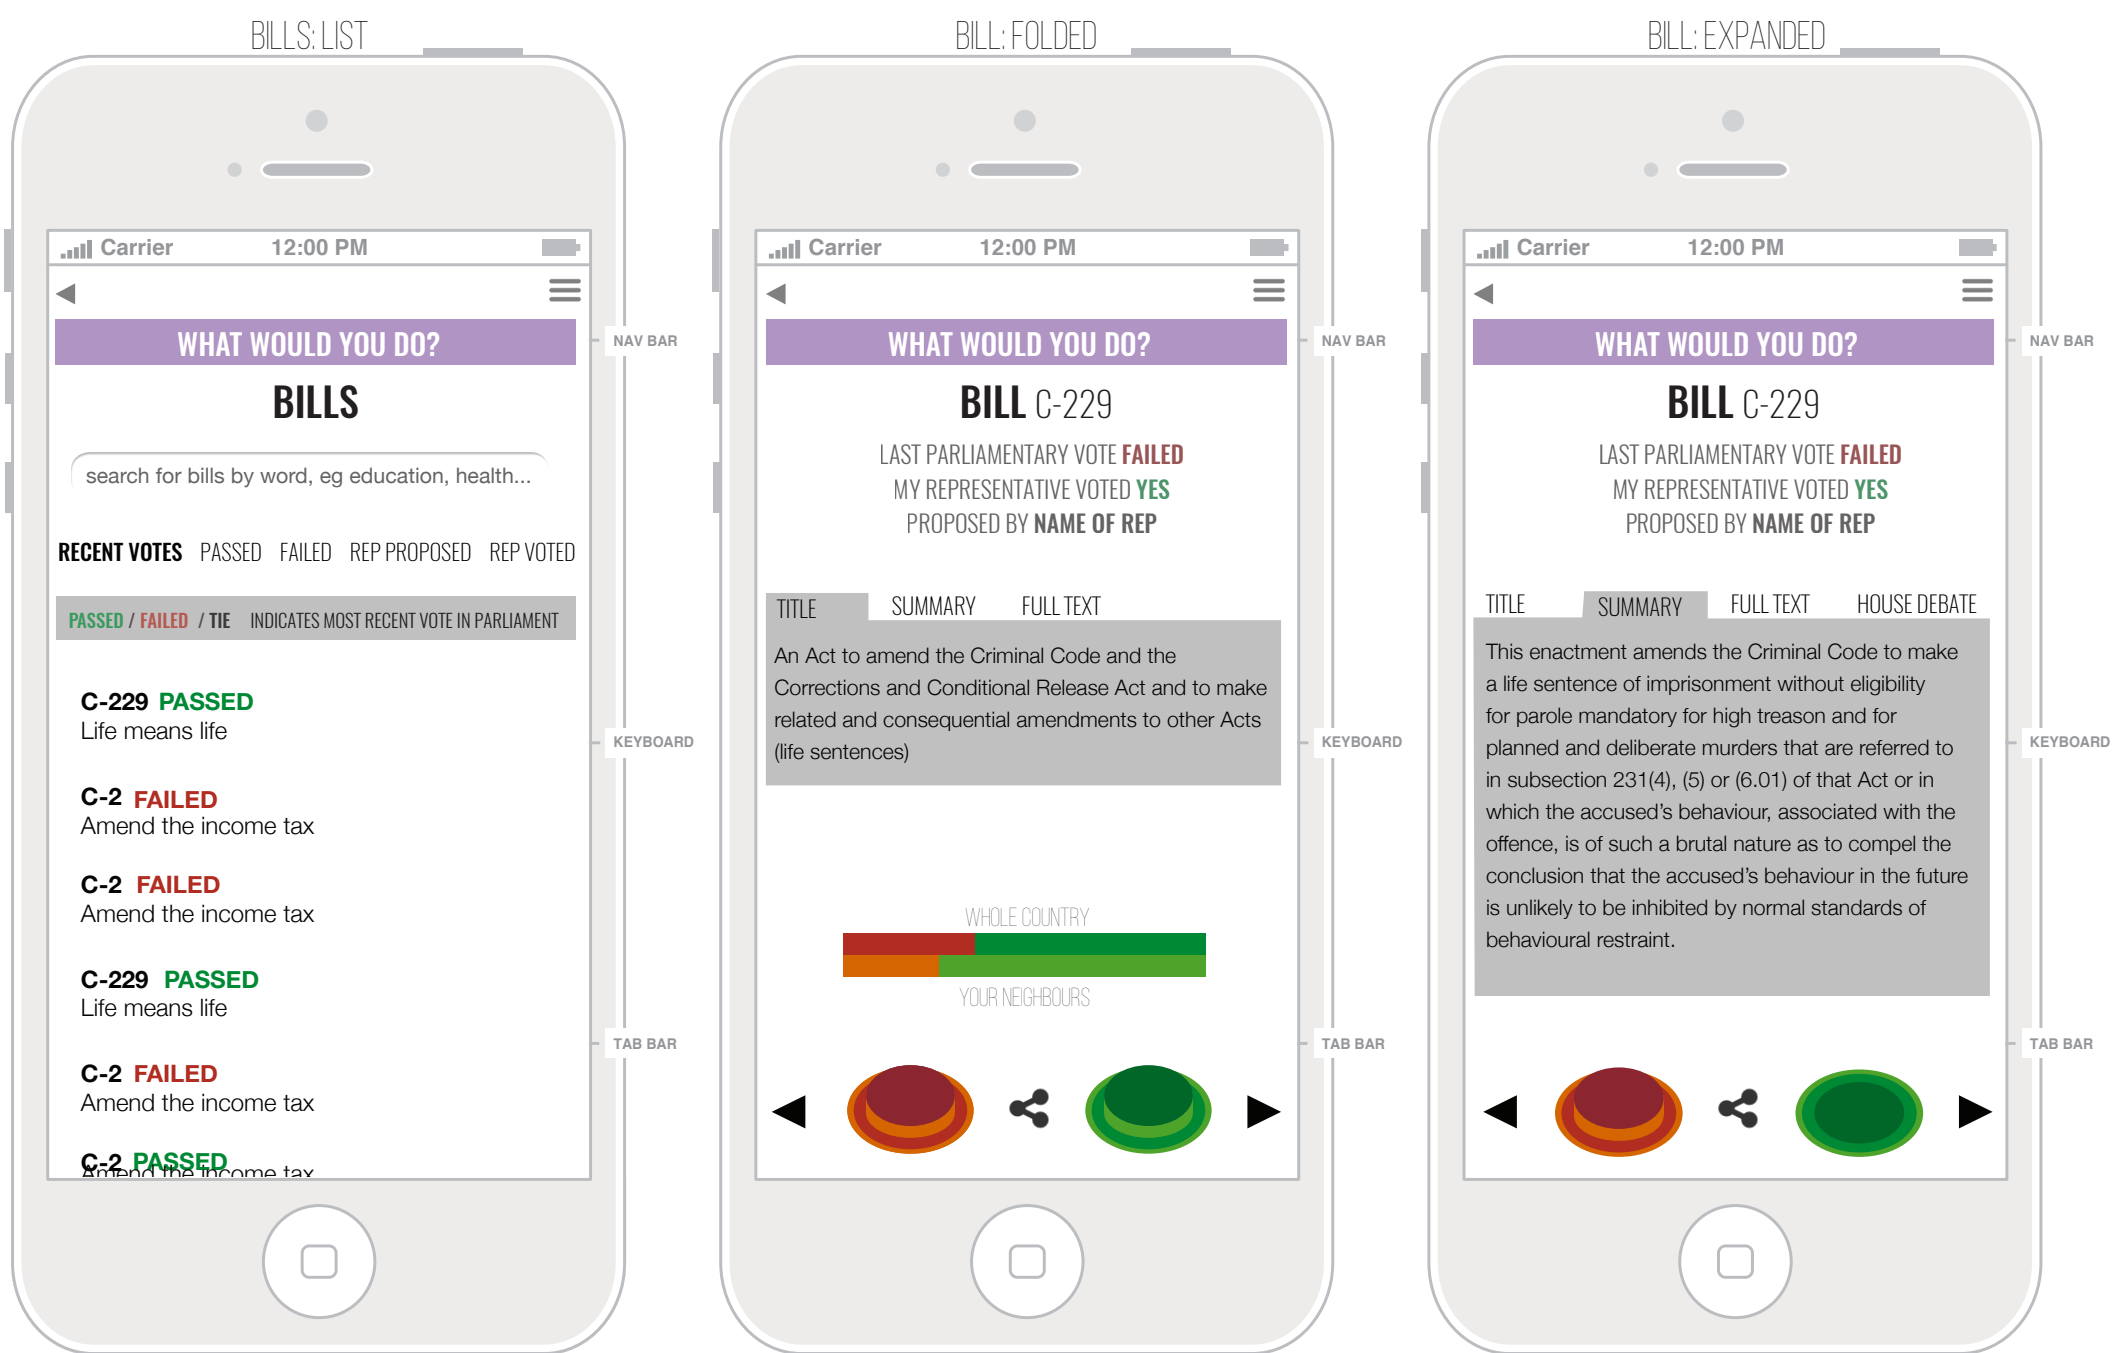 BILLS: LIST
Carrier 12:00 PM
WHAT WOULD YOU DO?
NAV BAR
BILLS
search for bills by word, eg education, health...
RECENT VOTES PASSED FAILED REP PROPOSED REP VOTED
PASSED / FAILED / TIE INDICATES MOST RECENT VOTE IN PARLIAMENT
C-229 PASSED
Life means life
KEYBOARD
C-2 FAILED
Amend the income tax
C-2 FAILED
Amend the income tax
C-229 PASSED
Life means life
TAB BAR
C-2 FAILED
Amend the income tax
C-2 PASSED
Amend the income tax
BILL: FOLDED
Carrier 12:00 PM
WHAT WOULD YOU DO?
NAV BAR
BILL C-229
LAST PARLIAMENTARY VOTE FAILED
MY REPRESENTATIVE VOTED YES
PROPOSED BY NAME OF REP
TITLE SUMMARY FULL TEXT
An Act to amend the Criminal Code and the
Corrections and Conditional Release Act and to make
related and consequential amendments to other Acts
(life sentences)
KEYBOARD
WHOLE COUNTRY
YOUR NEIGHBOURS
TAB BAR
BILL: EXPANDED
Carrier 12:00 PM
WHAT WOULD YOU DO?
NAV BAR
BILL C-229
LAST PARLIAMENTARY VOTE FAILED
MY REPRESENTATIVE VOTED YES
PROPOSED BY NAME OF REP
TITLE SUMMARY FULL TEXT HOUSE DEBATE
This enactment amends the Criminal Code to make
a life sentence of imprisonment without eligibility
for parole mandatory for high treason and for
planned and deliberate murders that are referred to
in subsection 231(4), (5) or (6.01) of that Act or in
which the accused's behaviour, associated with the
offence, is of such a brutal nature as to compel the
conclusion that the accused's behaviour in the future
is unlikely to be inhibited by normal standards of
behavioural restraint.
KEYBOARD
TAB BAR